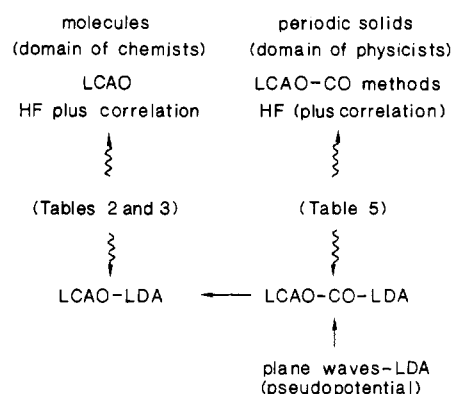 molecules
(domain of chemists)
LCAO
HF plus correlation
(Tables 2 and 3)
LCAO-LDA
periodic solids
(domain of physicists)
LCAO-CO methods
HF (plus correlation)
(Table 5)
LCAO-CO-LDA
plane waves-LDA
(pseudopotential)